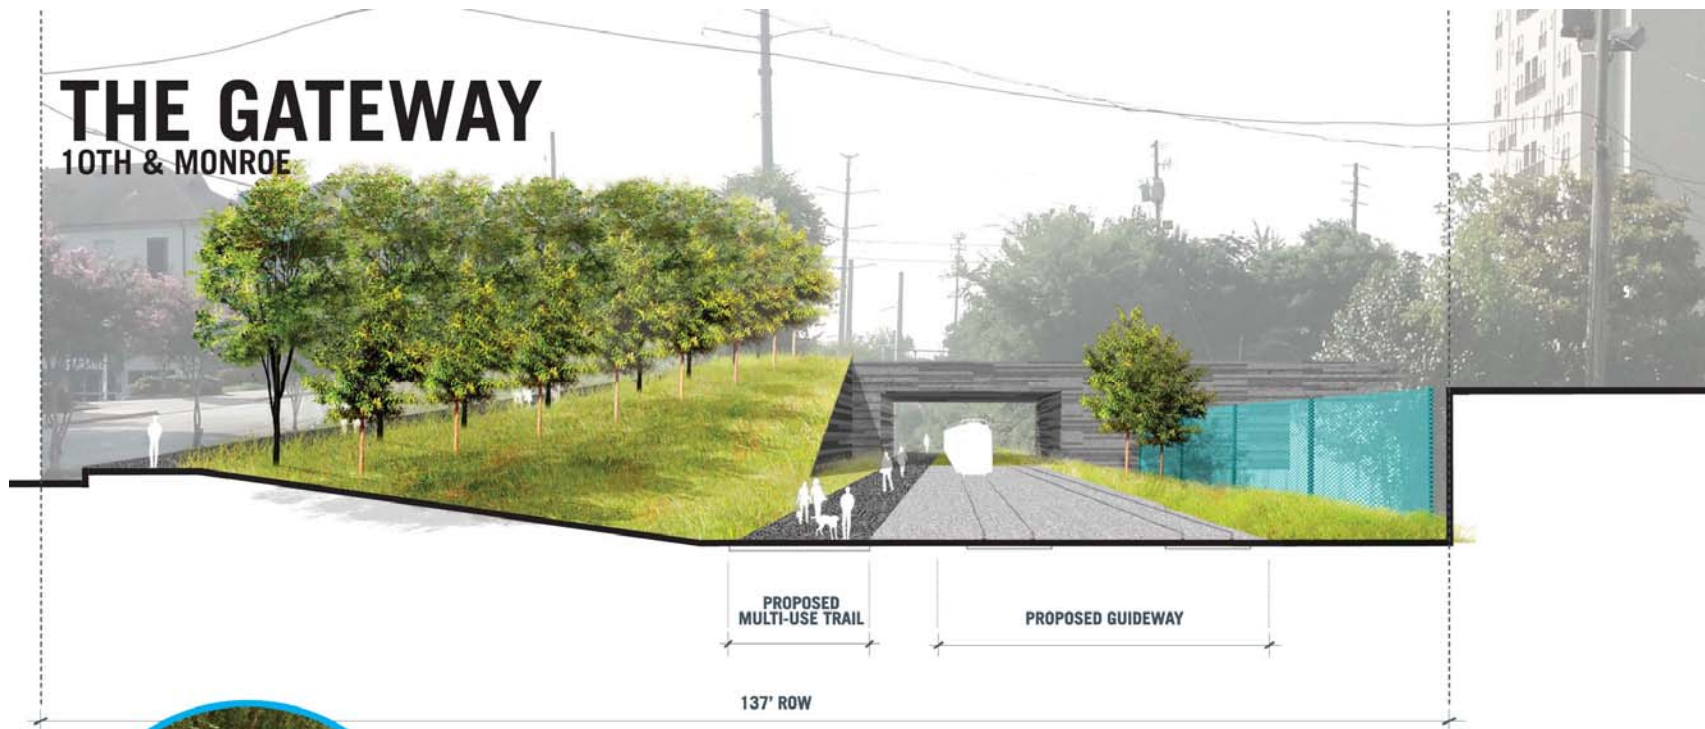 THE GATEWAY
10TH & MONROE
PROPOSED
MULTI-USE TRAIL
PROPOSED GUIDEWAY
137' ROW